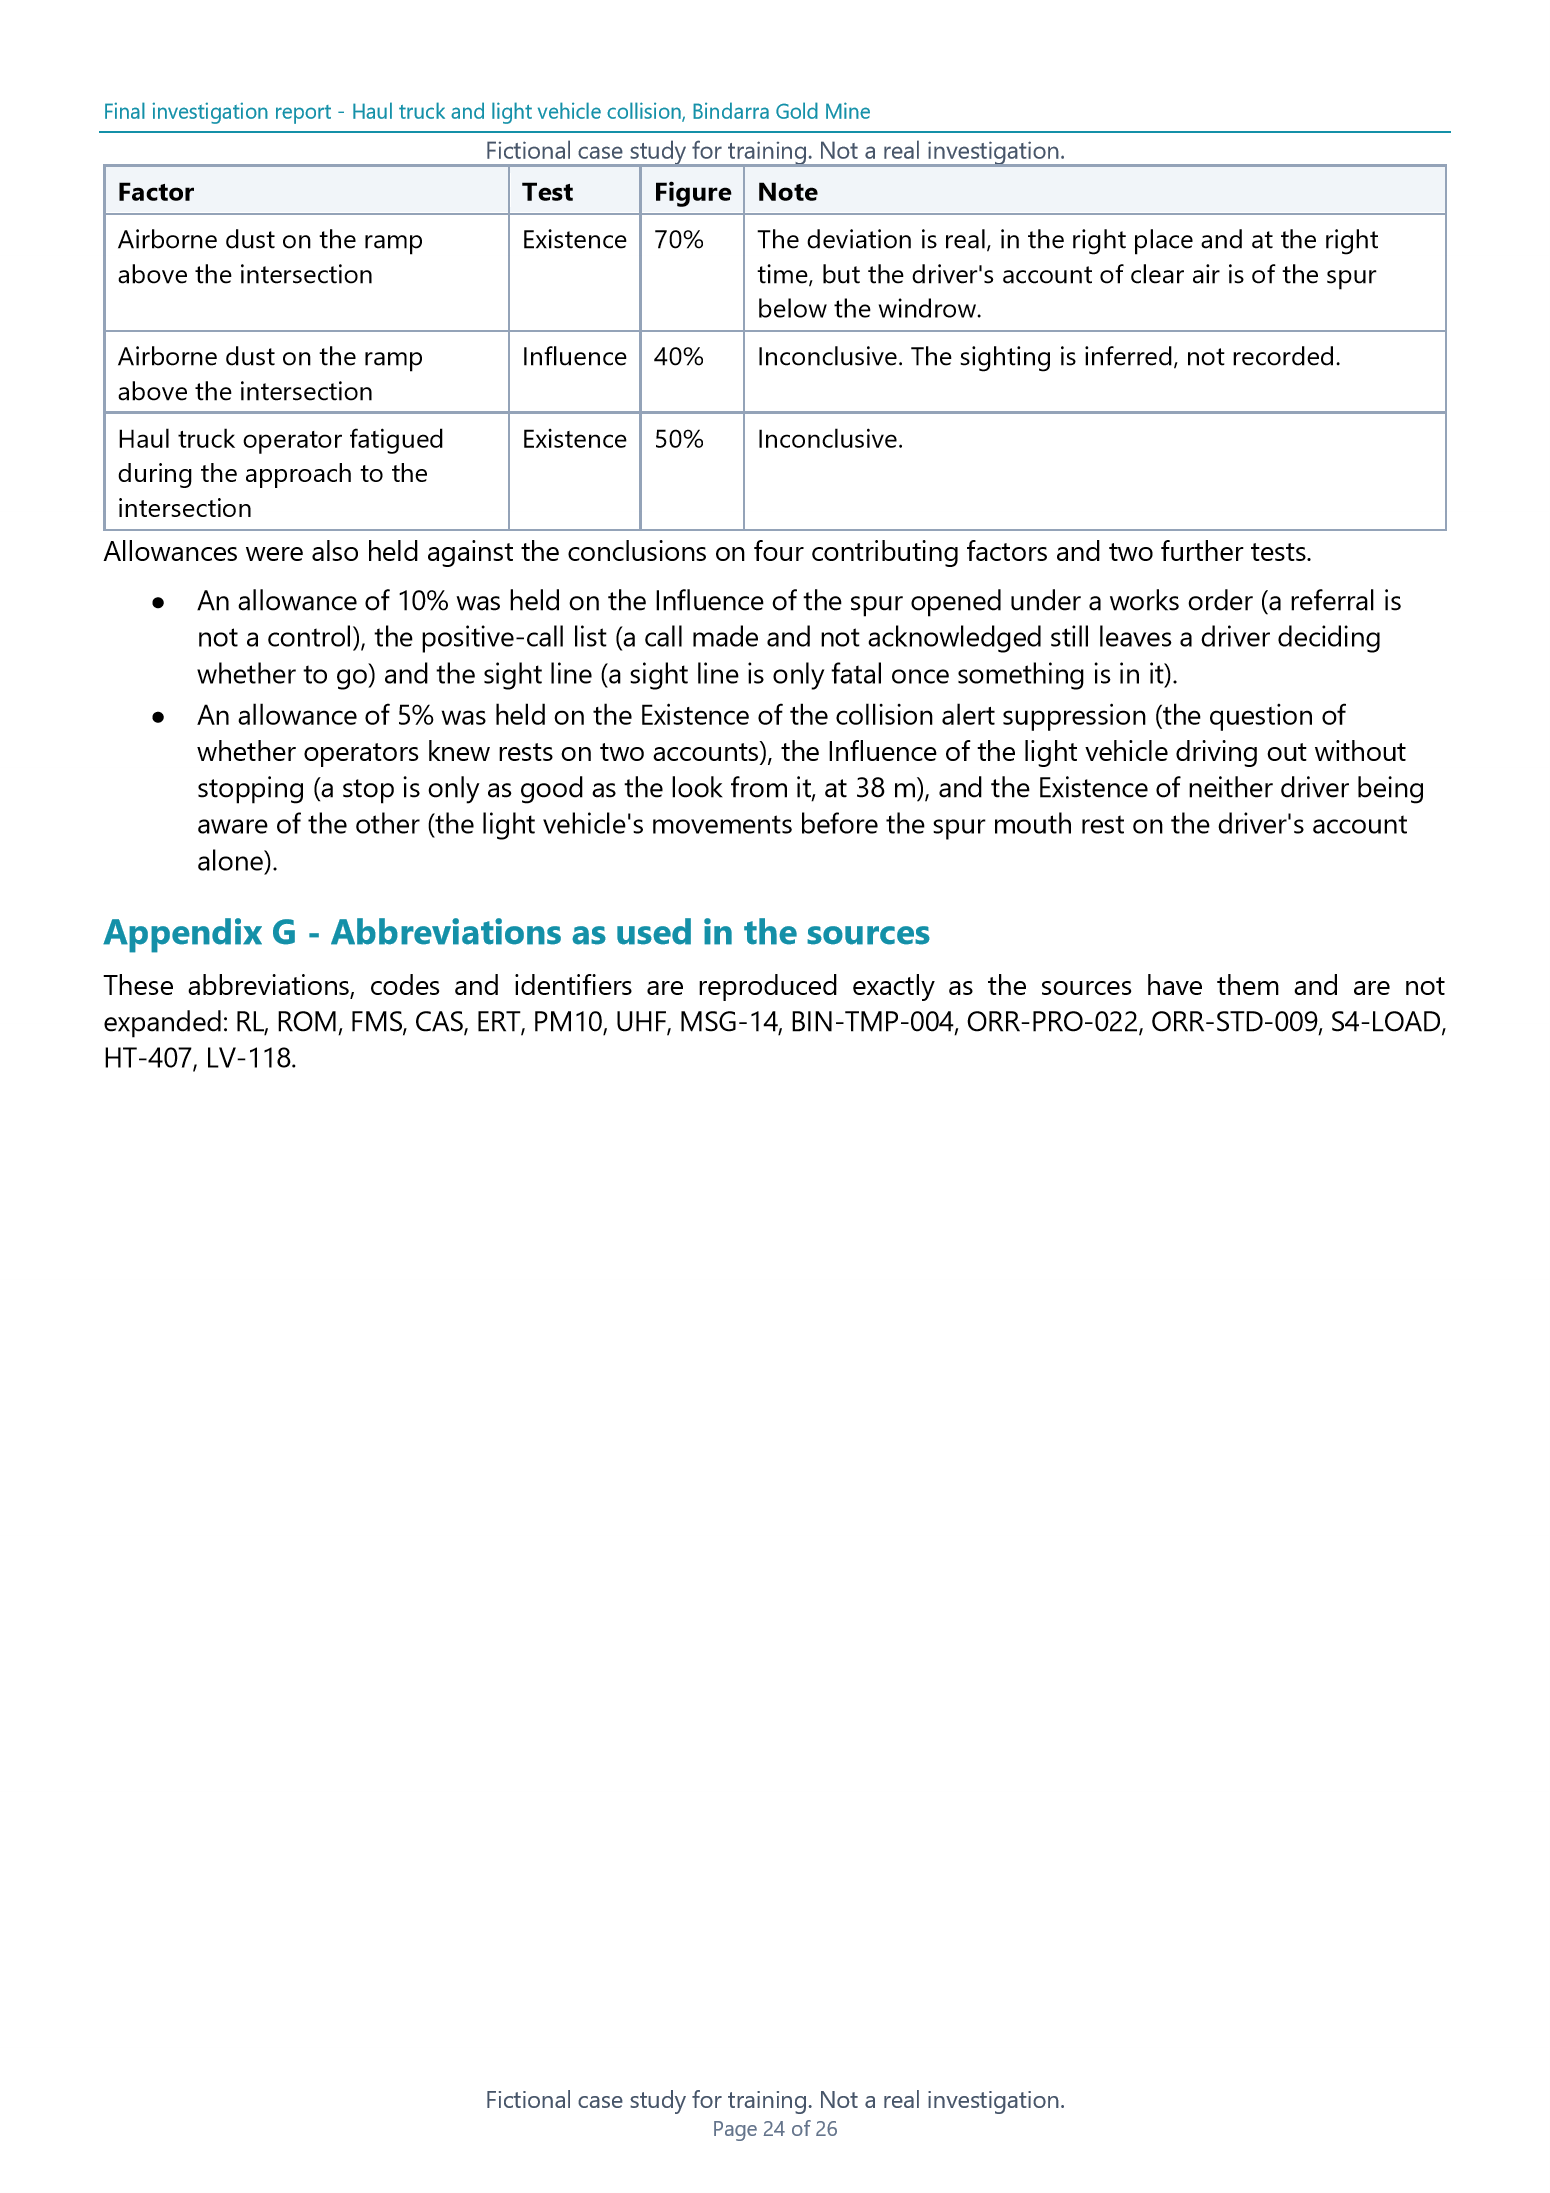 Final investigation report - Haul truck and light vehicle collision, Bindarra Gold Mine
Fictional case study for training. Not a real investigation.
Factor Test Figure Note
Airborne dust on the ramp above the intersection Existence 70% The deviation is real, in the right place and at the right time, but the driver's account of clear air is of the spur below the windrow.
Airborne dust on the ramp above the intersection Influence 40% Inconclusive. The sighting is inferred, not recorded.
Haul truck operator fatigued during the approach to the intersection Existence 50% Inconclusive.
Allowances were also held against the conclusions on four contributing factors and two further tests.
● An allowance of 10% was held on the Influence of the spur opened under a works order (a referral is
not a control), the positive-call list (a call made and not acknowledged still leaves a driver deciding
whether to go) and the sight line (a sight line is only fatal once something is in it).
● An allowance of 5% was held on the Existence of the collision alert suppression (the question of
whether operators knew rests on two accounts), the Influence of the light vehicle driving out without
stopping (a stop is only as good as the look from it, at 38 m), and the Existence of neither driver being
aware of the other (the light vehicle's movements before the spur mouth rest on the driver's account
alone).
Appendix G - Abbreviations as used in the sources
These abbreviations, codes and identifiers are reproduced exactly as the sources have them and are not
expanded: RL, ROM, FMS, CAS, ERT, PM10, UHF, MSG-14, BIN-TMP-004, ORR-PRO-022, ORR-STD-009, S4-LOAD,
HT-407, LV-118.
Fictional case study for training. Not a real investigation.
Page 24 of 26